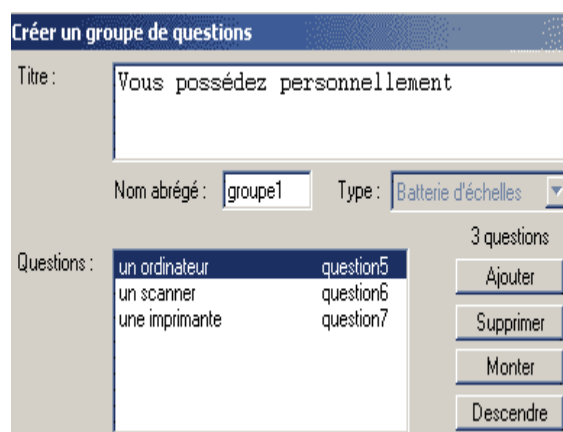 Créer un groupe de questions
Titre :
Vous possédez personnellement
Nom abrégé : groupe1 Type : Batterie d'échelles
3 questions
Questions :
un ordinateur question5
un scanner question6
une imprimante question7
Ajouter
Supprimer
Monter
Descendre